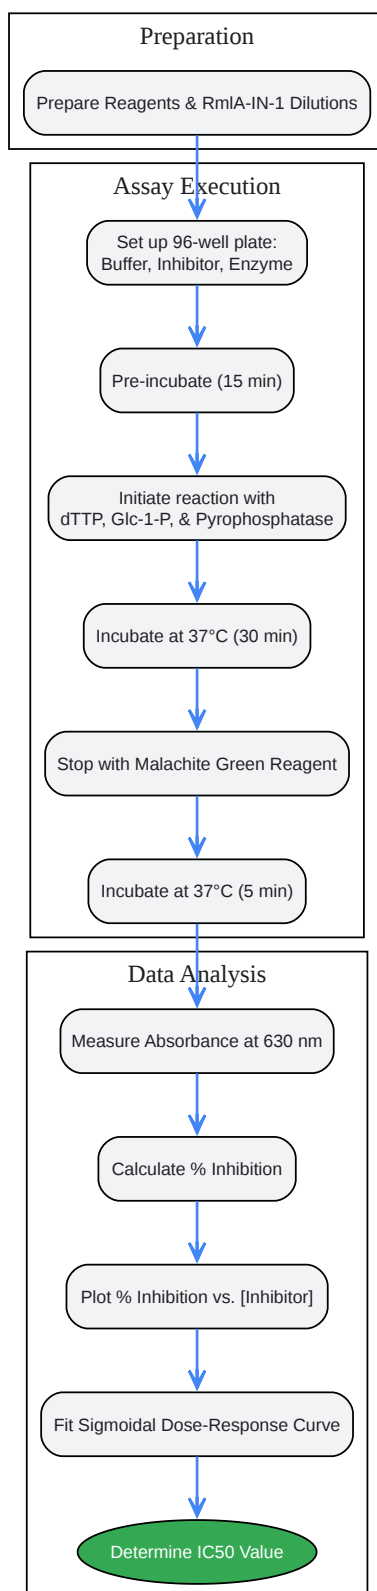 Preparation
Prepare Reagents & RmlA-IN-1 Dilutions
Assay Execution
Set up 96-well plate:
Buffer, Inhibitor, Enzyme
Pre-incubate (15 min)
Initiate reaction with
dTTP, Glc-1-P, & Pyrophosphatase
Incubate at 37°C (30 min)
Stop with Malachite Green Reagent
Incubate at 37°C (5 min)
Data Analysis
Measure Absorbance at 630 nm
Calculate % Inhibition
Plot % Inhibition vs. [Inhibitor]
Fit Sigmoidal Dose-Response Curve
Determine IC50 Value